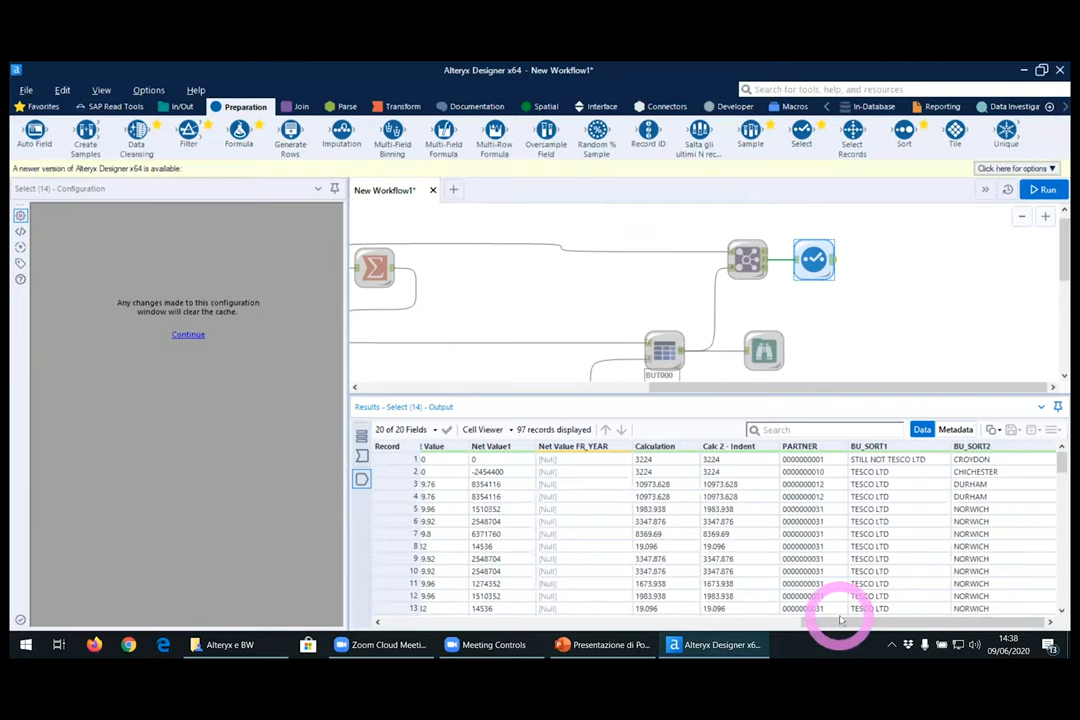 Alteryx Designer x64 - New Workflow1*
File Edit View Options Help
Search for tools, help, and resources
Favorites SAP Read Tools In/Out Preparation Join Parse Transform Documentation Spatial Interface Connectors Developer Macros In-Database Reporting Data Investiga
Auto Field Create Samples Data Cleansing Filter Formula Generate Rows Imputation Multi-Field Binning Multi-Field Formula Multi-Row Formula Oversample Field Random % Sample Record ID Salta gli ultimi N rec... Sample Select Select Records Sort Tile Unique
A newer version of Alteryx Designer x64 is available: Click here for options
Select (14) - Configuration
New Workflow1*
Run
Any changes made to this configuration
window will clear the cache.
Continue
BUT000
Results - Select (14) - Output
20 of 20 Fields Cell Viewer 97 records displayed Search Data Metadata
Record Value Net Value1 Net Value FR_YEAR Calculation Calc 2 - Indent PARTNER BU_SORT1 BU_SORT2
1 0 0 [Null] 3224 3224 0000000001 STILL NOT TESCO LTD CROYDON
2 0 -2454400 [Null] 3224 3224 0000000010 TESCO LTD CHICHESTER
3 9.76 8354116 [Null] 10973.628 10973.628 0000000012 TESCO LTD DURHAM
4 9.76 8354116 [Null] 10973.628 10973.628 0000000012 TESCO LTD DURHAM
5 9.96 1510352 [Null] 1983.938 1983.938 0000000031 TESCO LTD NORWICH
6 9.92 2548704 [Null] 3347.876 3347.876 0000000031 TESCO LTD NORWICH
7 9.8 6371760 [Null] 8369.69 8369.69 0000000031 TESCO LTD NORWICH
8 12 14536 [Null] 19.096 19.096 0000000031 TESCO LTD NORWICH
9 9.92 2548704 [Null] 3347.876 3347.876 0000000031 TESCO LTD NORWICH
10 9.92 2548704 [Null] 3347.876 3347.876 0000000031 TESCO LTD NORWICH
11 9.96 1274352 [Null] 1673.938 1673.938 0000000031 TESCO LTD NORWICH
12 9.96 1510352 [Null] 1983.938 1983.938 0000000031 TESCO LTD NORWICH
13 12 14536 [Null] 19.096 19.096 0000000031 TESCO LTD NORWICH
Alteryx e BW Zoom Cloud Meeti... Meeting Controls Presentazione di Po... Alteryx Designer x6... 14:38
09/06/2020 13